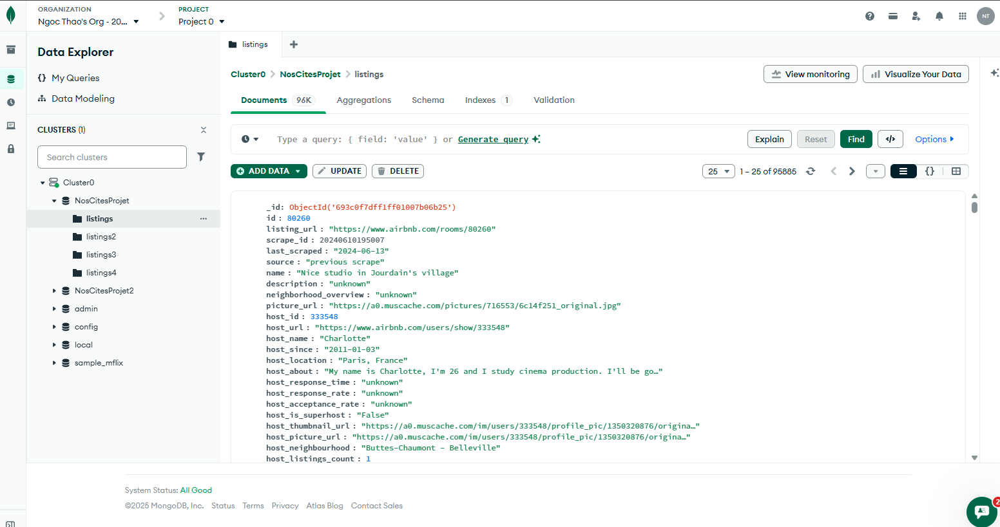 ORGANIZATION
Ngoc Thao's Org - 20...
PROJECT
Project 0
NT
Data Explorer
My Queries
Data Modeling
CLUSTERS (1)
Search clusters
Cluster0
NosCitesProjet
listings
listings2
listings3
listings4
NosCitesProjet2
admin
config
local
sample_mflix
listings
Cluster0 > NosCitesProjet > listings
View monitoring
Visualize Your Data
Documents 96K
Aggregations
Schema
Indexes 1
Validation
Type a query: { field: 'value' } or Generate query
Explain
Reset
Find
</>
Options
ADD DATA
UPDATE
DELETE
25
1 – 25 of 95885
{}
_id: ObjectId('693c0f7dff1ff01007b06b25')
id : 80260
listing_url : "https://www.airbnb.com/rooms/80260"
scrape_id : 20240610195007
last_scraped : "2024-06-13"
source : "previous scrape"
name : "Nice studio in Jourdain's village"
description : "unknown"
neighborhood_overview : "unknown"
picture_url : "https://a0.muscache.com/pictures/716553/6c14f251_original.jpg"
host_id : 333548
host_url : "https://www.airbnb.com/users/show/333548"
host_name : "Charlotte"
host_since : "2011-01-03"
host_location : "Paris, France"
host_about : "My name is Charlotte, I'm 26 and I study cinema production. I'll be go…"
host_response_time : "unknown"
host_response_rate : "unknown"
host_acceptance_rate : "unknown"
host_is_superhost : "False"
host_thumbnail_url : "https://a0.muscache.com/im/users/333548/profile_pic/1350320876/origina…"
host_picture_url : "https://a0.muscache.com/im/users/333548/profile_pic/1350320876/origina…"
host_neighbourhood : "Buttes-Chaumont - Belleville"
host_listings_count : 1
System Status: All Good
©2025 MongoDB, Inc. Status Terms Privacy Atlas Blog Contact Sales
2